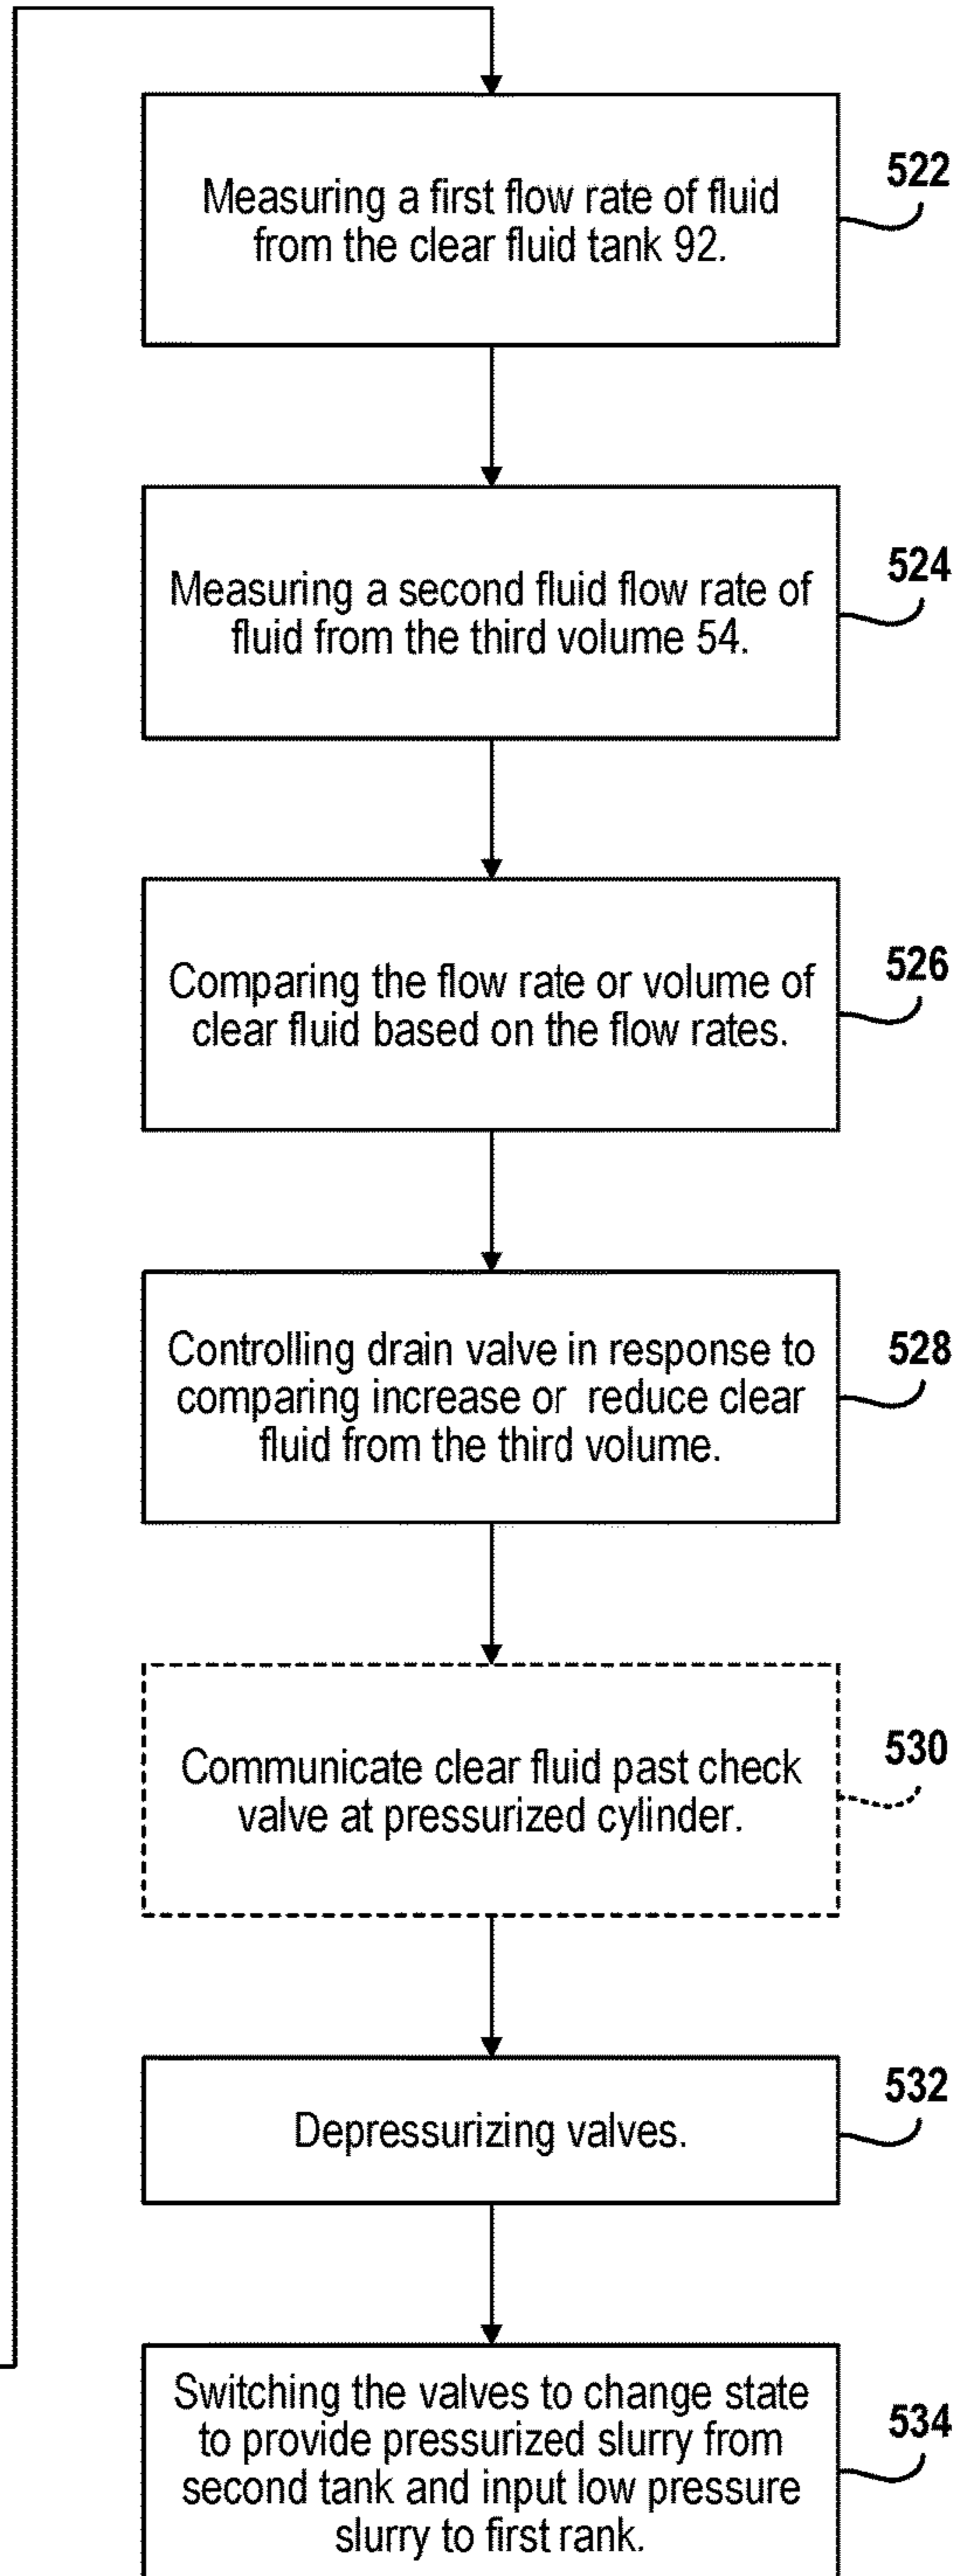 Measuring a first flow rate of fluid
from the clear fluid tank 92.
522
Measuring a second fluid flow rate of
fluid from the third volume 54.
524
Comparing the flow rate or volume of
clear fluid based on the flow rates.
526
Controlling drain valve in response to
comparing increase or reduce clear
fluid from the third volume.
528
Communicate clear fluid past check
valve at pressurized cylinder.
530
Depressurizing valves.
532
Switching the valves to change state
to provide pressurized slurry from
second tank and input low pressure
slurry to first rank.
534